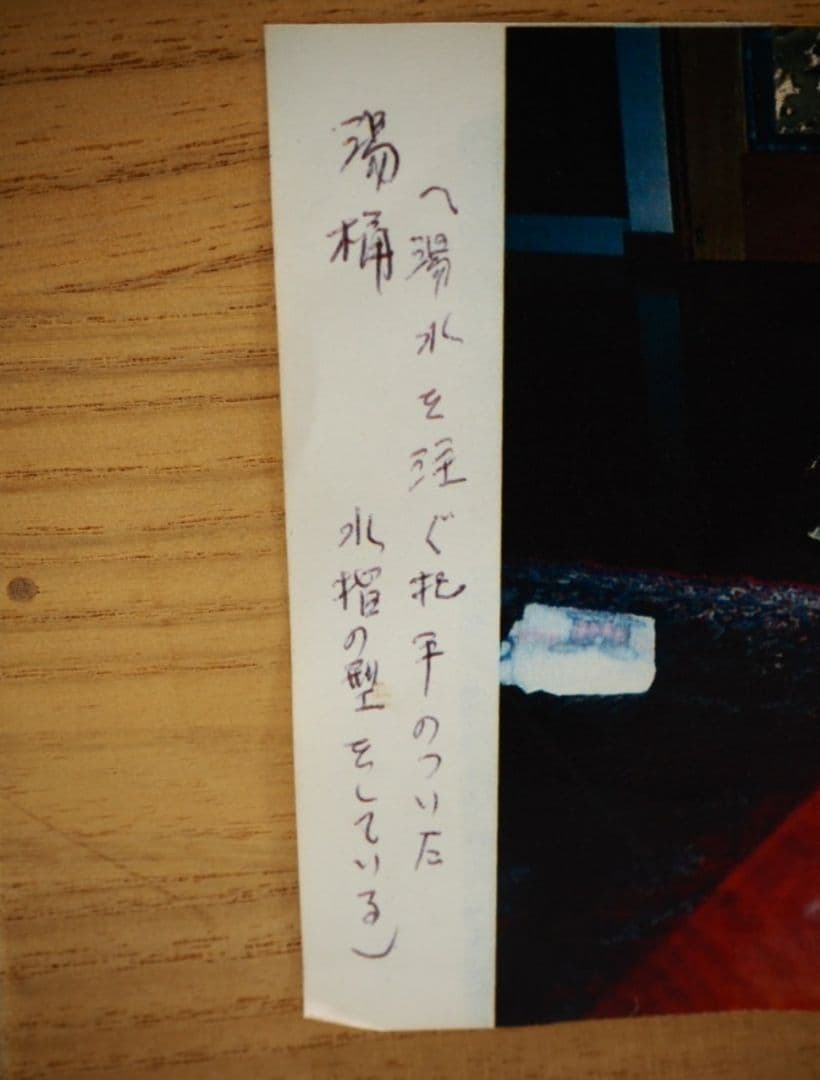 湯桶
(湯水を注ぐ把手のついた
水の型をしている)